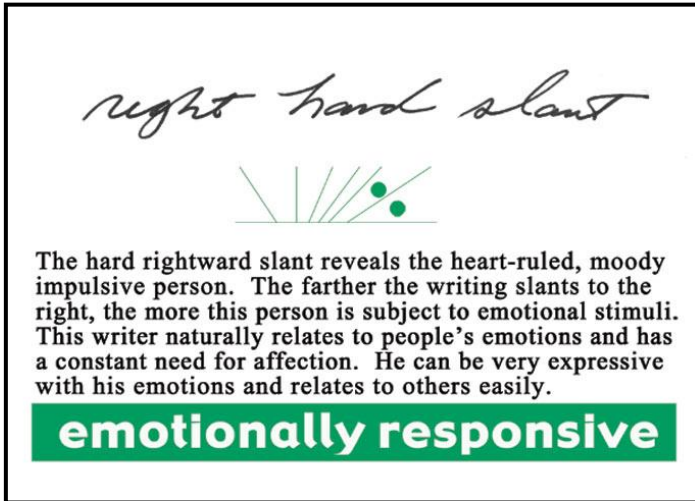 right hard slant
The hard rightward slant reveals the heart-ruled, moody
impulsive person.  The farther the writing slants to the
right, the more this person is subject to emotional stimuli.
This writer naturally relates to people's emotions and has
a constant need for affection.  He can be very expressive
with his emotions and relates to others easily.
emotionally responsive